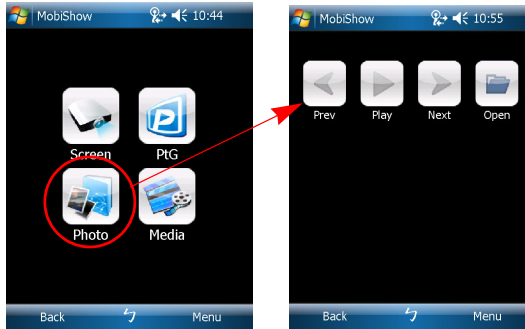 MobiShow 10:44
Screen PtG
Photo Media
Back ㄅ Menu
MobiShow 10:55
Prev Play Next Open
Back ㄅ Menu